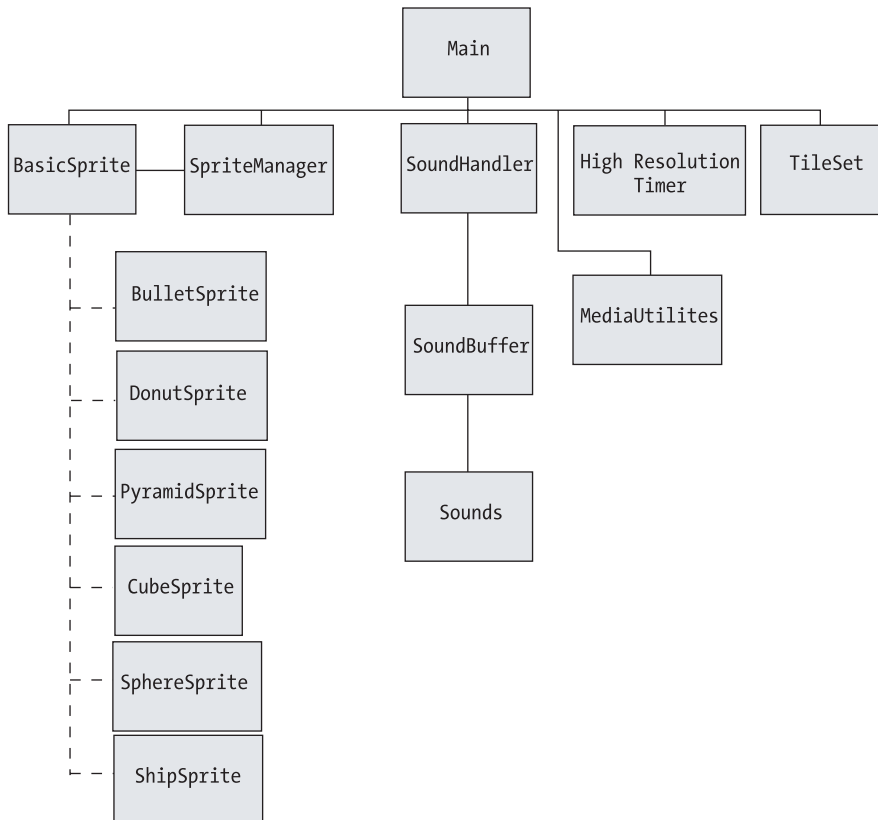 Main
BasicSprite
SpriteManager
SoundHandler
High Resolution
Timer
TileSet
BulletSprite
MediaUtilites
SoundBuffer
DonutSprite
PyramidSprite
Sounds
CubeSprite
SphereSprite
ShipSprite